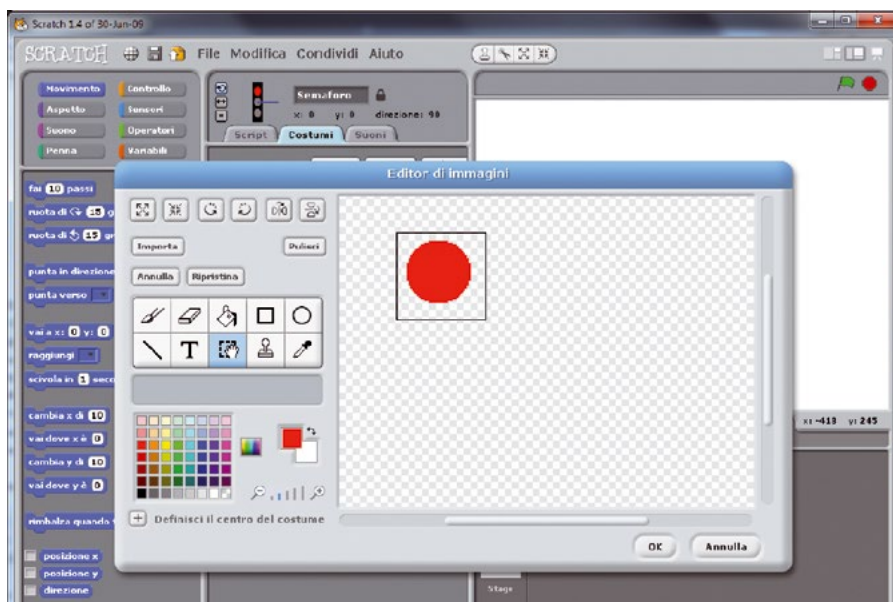 Scratch 1.4 of 30-Jun-09
SCRATCH File Modifica Condividi Aiuto
Movimento Controllo
Aspetto Sensori
Suono Operatori
Penna Variabili
Semaforo
x: 0 y: 0 direzione: 90
Script Costumi Suoni
Editor di immagini
fai 10 passi
ruota di 15 g
ruota di 15 gr
punta in direzione
punta verso
vai a x: 0 y: 0
raggiungi
scivola in 1 seco
cambia x di 10
vai dove x è 0
cambia y di 10
vai dove y è 0
rimbalza quando
posizione x
posizione y
direzione
Importa Pulisci
Annulla Ripristina
T
Definisci il centro del costume
OK Annulla
x: -413 y: 245
Stage